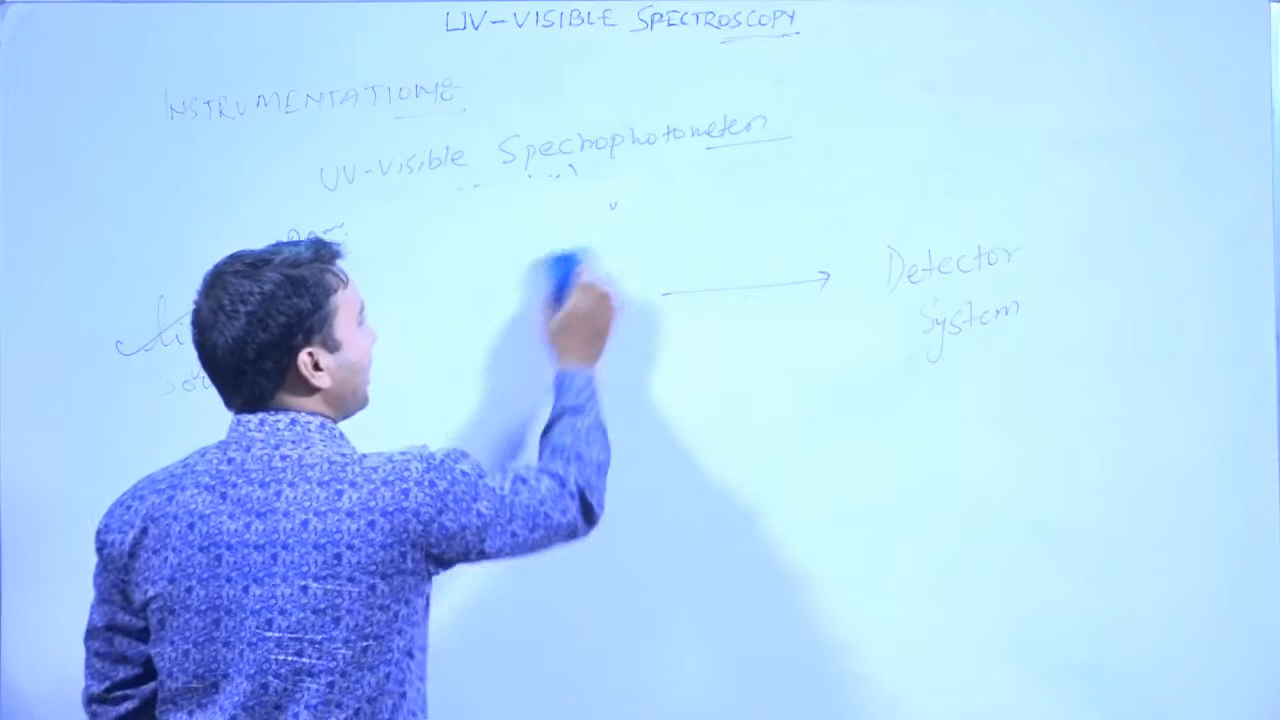 UV-VISIBLE SPECTROSCOPY
INSTRUMENTATION:
UV-Visible Spectrophotometer
Detector
System